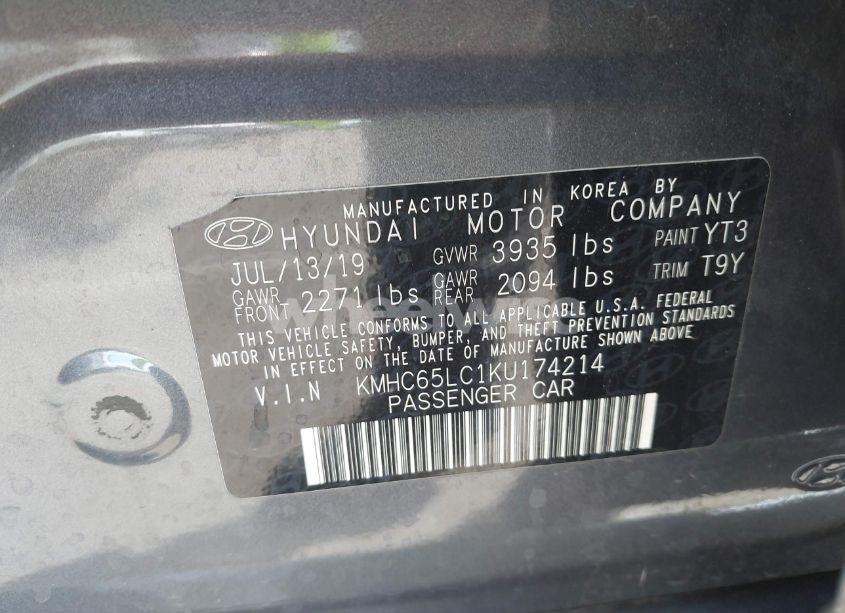 MANUFACTURED IN KOREA BY
HYUNDAI MOTOR COMPANY
JUL/13/19 GVWR 3935 lbs PAINT YT3
GAWR FRONT 2271 lbs GAWR REAR 2094 lbs TRIM T9Y
THIS VEHICLE CONFORMS TO ALL APPLICABLE U.S.A. FEDERAL
MOTOR VEHICLE SAFETY, BUMPER, AND THEFT PREVENTION STANDARDS
IN EFFECT ON THE DATE OF MANUFACTURE SHOWN ABOVE
V.I.N KMHC65LC1KU174214
PASSENGER CAR